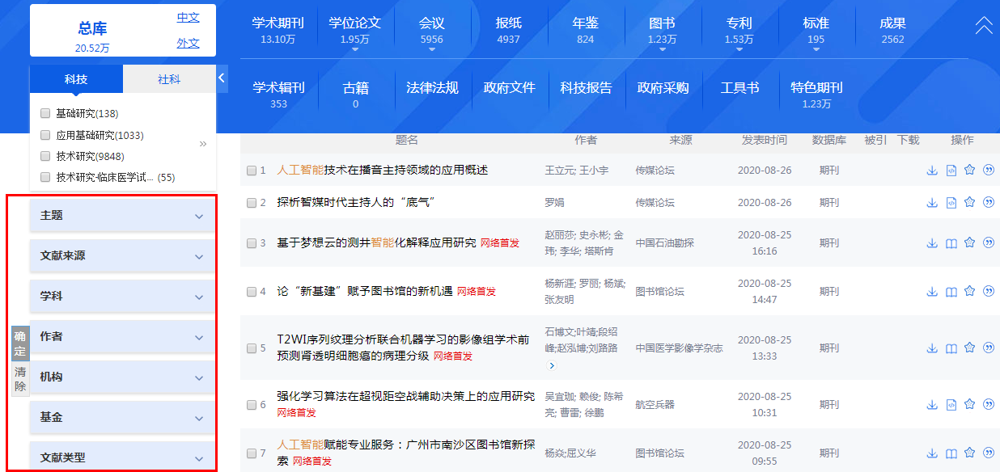 总库
20.52万
中文
外文
学术期刊
13.10万
学位论文
1.95万
会议
5956
报纸
4937
年鉴
824
图书
1.23万
专利
1.53万
标准
195
成果
2562
学术辑刊
353
古籍
0
法律法规
政府文件
科技报告
政府采购
工具书
特色期刊
1.23万
科技
社科
基础研究(138)
应用基础研究(1033)
技术研究(9848)
技术研究-临床医学试... (55)
主题
文献来源
学科
作者
机构
基金
文献类型
确定
清除
题名 作者 来源 发表时间 数据库 被引 下载 操作
1 人工智能技术在播音主持领域的应用概述 王立元; 王小宇 传媒论坛 2020-08-26 期刊
2 探析智媒时代主持人的“底气” 罗娟 传媒论坛 2020-08-26 期刊
3 基于梦想云的测井智能化解释应用研究 网络首发 赵丽莎; 史永彬; 金
玮; 李华; 塔斯肯 中国石油勘探 2020-08-25
16:16 期刊
4 论“新基建”赋予图书馆的新机遇 网络首发 杨新涯; 罗丽; 杨斌;
张友明 图书馆论坛 2020-08-25
14:47 期刊
5 T2WI序列纹理分析联合机器学习的影像组学术前
预测肾透明细胞癌的病理分级 网络首发 石博文;叶靖;段绍
峰;赵泓博;刘路路 中国医学影像学杂志 2020-08-25
13:33 期刊
6 强化学习算法在超视距空战辅助决策上的应用研究
网络首发 吴宜珈; 赖俊; 陈希
亮; 曹雷; 徐鹏 航空兵器 2020-08-25
10:31 期刊
7 人工智能赋能专业服务：广州市南沙区图书馆新探
索 网络首发 杨焱;屈义华 图书馆论坛 2020-08-25
09:55 期刊